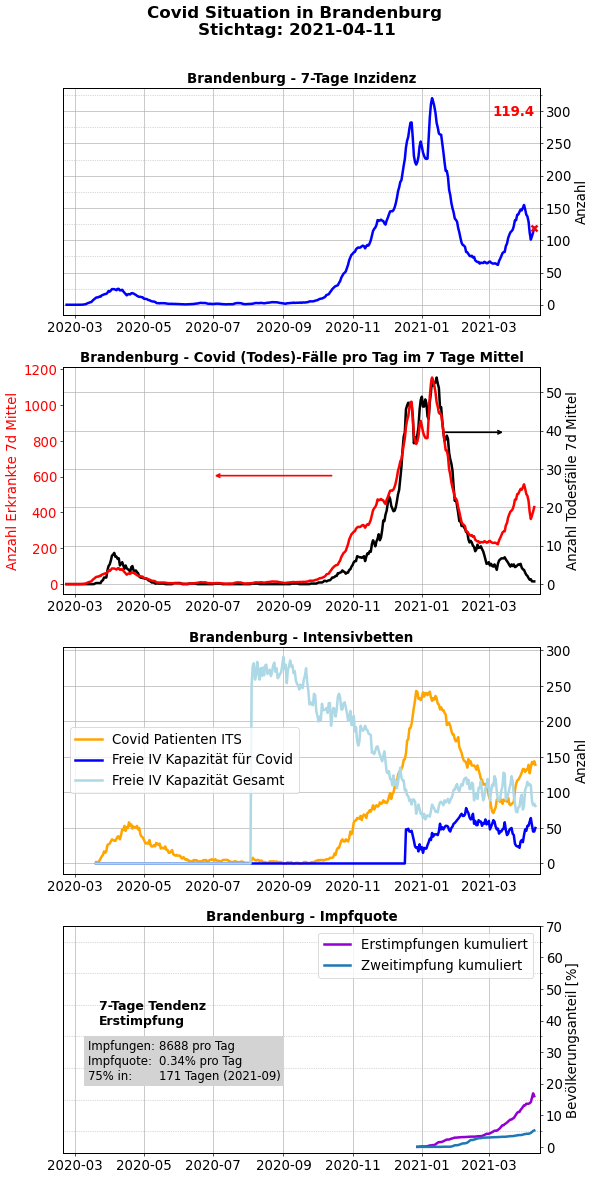 Covid Situation in Brandenburg
Stichtag: 2021-04-11
Brandenburg - 7-Tage Inzidenz
119.4
300
250
200
150
100
50
0
Anzahl
2020-03 2020-05 2020-07 2020-09 2020-11 2021-01 2021-03
Brandenburg - Covid (Todes)-Fälle pro Tag im 7 Tage Mittel
Anzahl Erkrankte 7d Mittel
1200
1000
800
600
400
200
0
50
40
30
20
10
0
Anzahl Todesfälle 7d Mittel
2020-03 2020-05 2020-07 2020-09 2020-11 2021-01 2021-03
Brandenburg - Intensivbetten
Covid Patienten ITS
Freie IV Kapazität für Covid
Freie IV Kapazität Gesamt
300
250
200
150
100
50
0
Anzahl
2020-03 2020-05 2020-07 2020-09 2020-11 2021-01 2021-03
Brandenburg - Impfquote
Erstimpfungen kumuliert
Zweitimpfung kumuliert
7-Tage Tendenz
Erstimpfung
Impfungen: 8688 pro Tag
Impfquote: 0.34% pro Tag
75% in: 171 Tagen (2021-09)
70
60
50
40
30
20
10
0
Bevölkerungsanteil [%]
2020-03 2020-05 2020-07 2020-09 2020-11 2021-01 2021-03